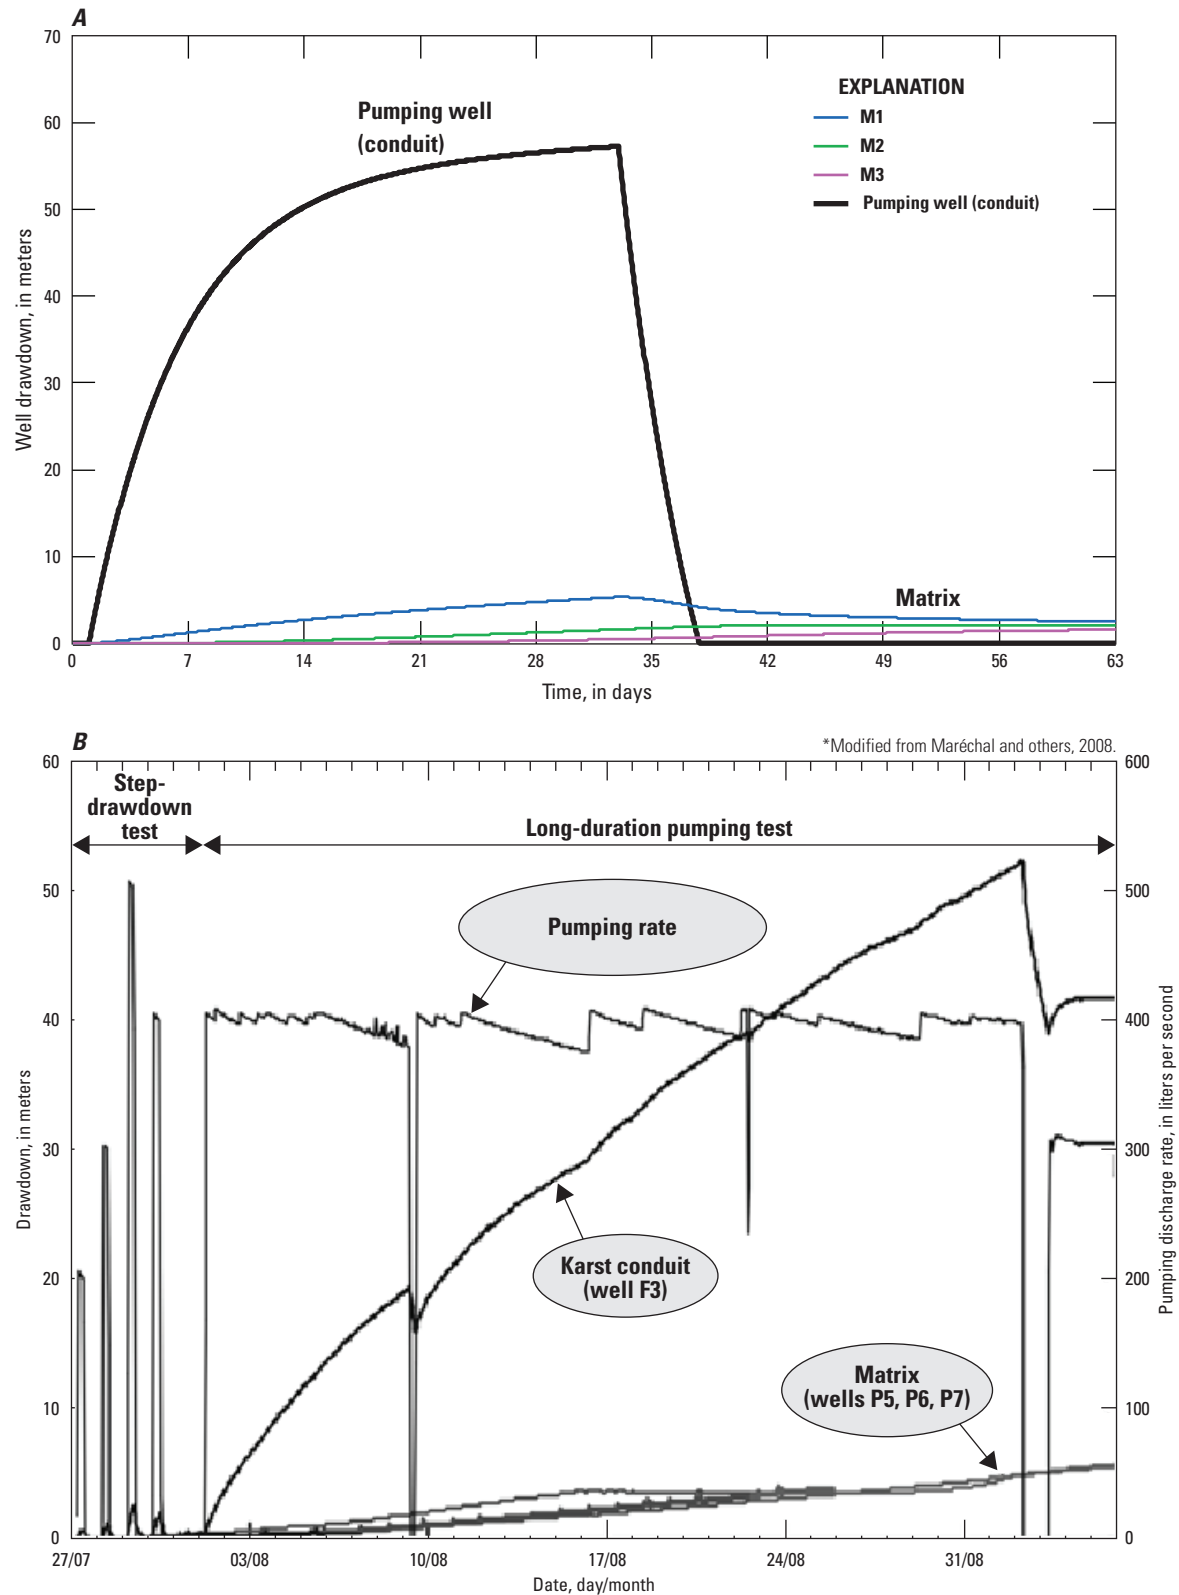 A
70
60
50
40
30
20
10
0
Well drawdown, in meters
Pumping well
(conduit)
EXPLANATION
M1
M2
M3
Pumping well (conduit)
Matrix
0 7 14 21 28 35 42 49 56 63
Time, in days
B
*Modified from Maréchal and others, 2008.
60
50
40
30
20
10
0
Drawdown, in meters
Step-
drawdown
test
Long-duration pumping test
Pumping rate
Karst conduit
(well F3)
Matrix
(wells P5, P6, P7)
600
500
400
300
200
100
0
Pumping discharge rate, in liters per second
27/07 03/08 10/08 17/08 24/08 31/08
Date, day/month